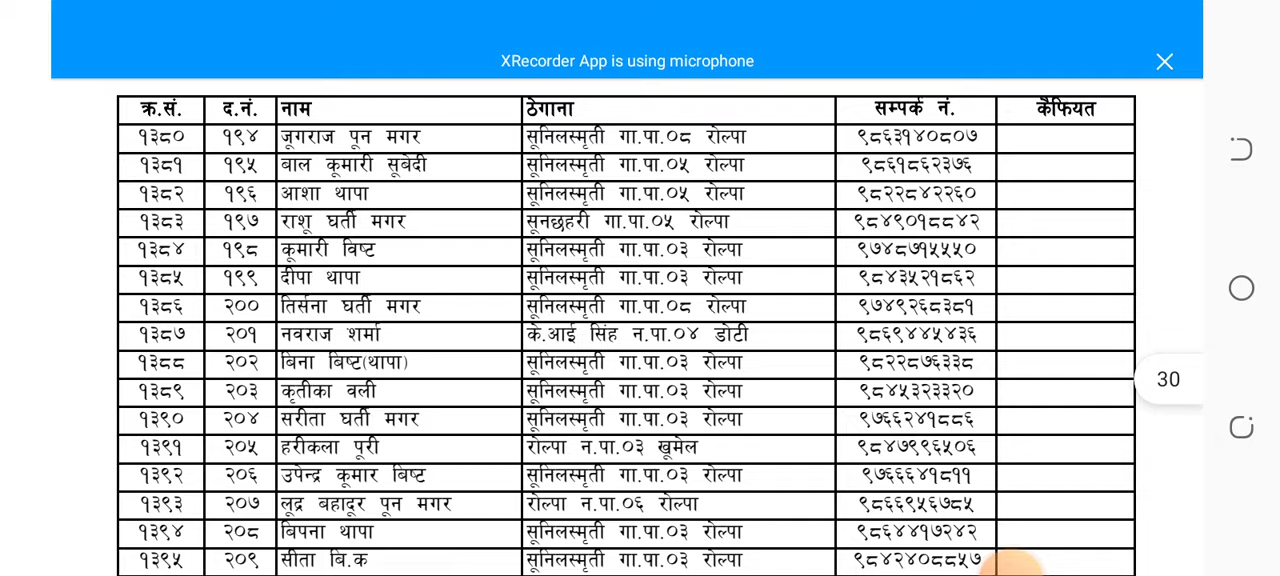 XRecorder App is using microphone
क्र.सं. द.नं. नाम ठेगाना सम्पर्क नं. कैफियत
१३८० १९४ जूगराज पून मगर सूनिलस्मृती गा.पा.०८ रोल्पा ९८६३१४०८०७
१३८१ १९५ बाल कूमारी सूबेदी सूनिलस्मृती गा.पा.०५ रोल्पा ९८६१८६२३७६
१३८२ १९६ आशा थापा सूनिलस्मृती गा.पा.०५ रोल्पा ९८२२८४२२६०
१३८३ १९७ राशू घर्ती मगर सूनछहरी गा.पा.०५ रोल्पा ९८४९०१८८४२
१३८४ १९८ कूमारी विष्ट सूनिलस्मृती गा.पा.०३ रोल्पा ९७४८७१५५५०
१३८५ १९९ दीपा थापा सूनिलस्मृती गा.पा.०३ रोल्पा ९८४३५२१८६२
१३८६ २०० तिर्सना घर्ती मगर सूनिलस्मृती गा.पा.०८ रोल्पा ९७४९२६८३८१
१३८७ २०१ नवराज शर्मा के.आई सिंह न.पा.०४ डोटी ९८६९४४५४३६
१३८८ २०२ बिना बिष्ट(थापा) सूनिलस्मृती गा.पा.०३ रोल्पा ९८२२८७६३३८
१३८९ २०३ कृतीका वली सूनिलस्मृती गा.पा.०३ रोल्पा ९८४५३२३३२०
30
१३९० २०४ सरीता घर्ती मगर सूनिलस्मृती गा.पा.०३ रोल्पा ९७६६२४१८८६
१३९१ २०५ हरीकला पूरी रोल्पा न.पा.०३ खूमेल ९८४७९९६५०६
१३९२ २०६ उपेन्द्र कूमार बिष्ट सूनिलस्मृती गा.पा.०३ रोल्पा ९७६६६४१८११
१३९३ २०७ लूद्र बहादूर पून मगर रोल्पा न.पा.०६ रोल्पा ९८६६९५६७८५
१३९४ २०८ बिपना थापा सूनिलस्मृती गा.पा.०३ रोल्पा ९८६४४१७२४२
१३९५ २०९ सीता बि.क सूनिलस्मृती गा.पा.०३ रोल्पा ९८४२४०८८५७